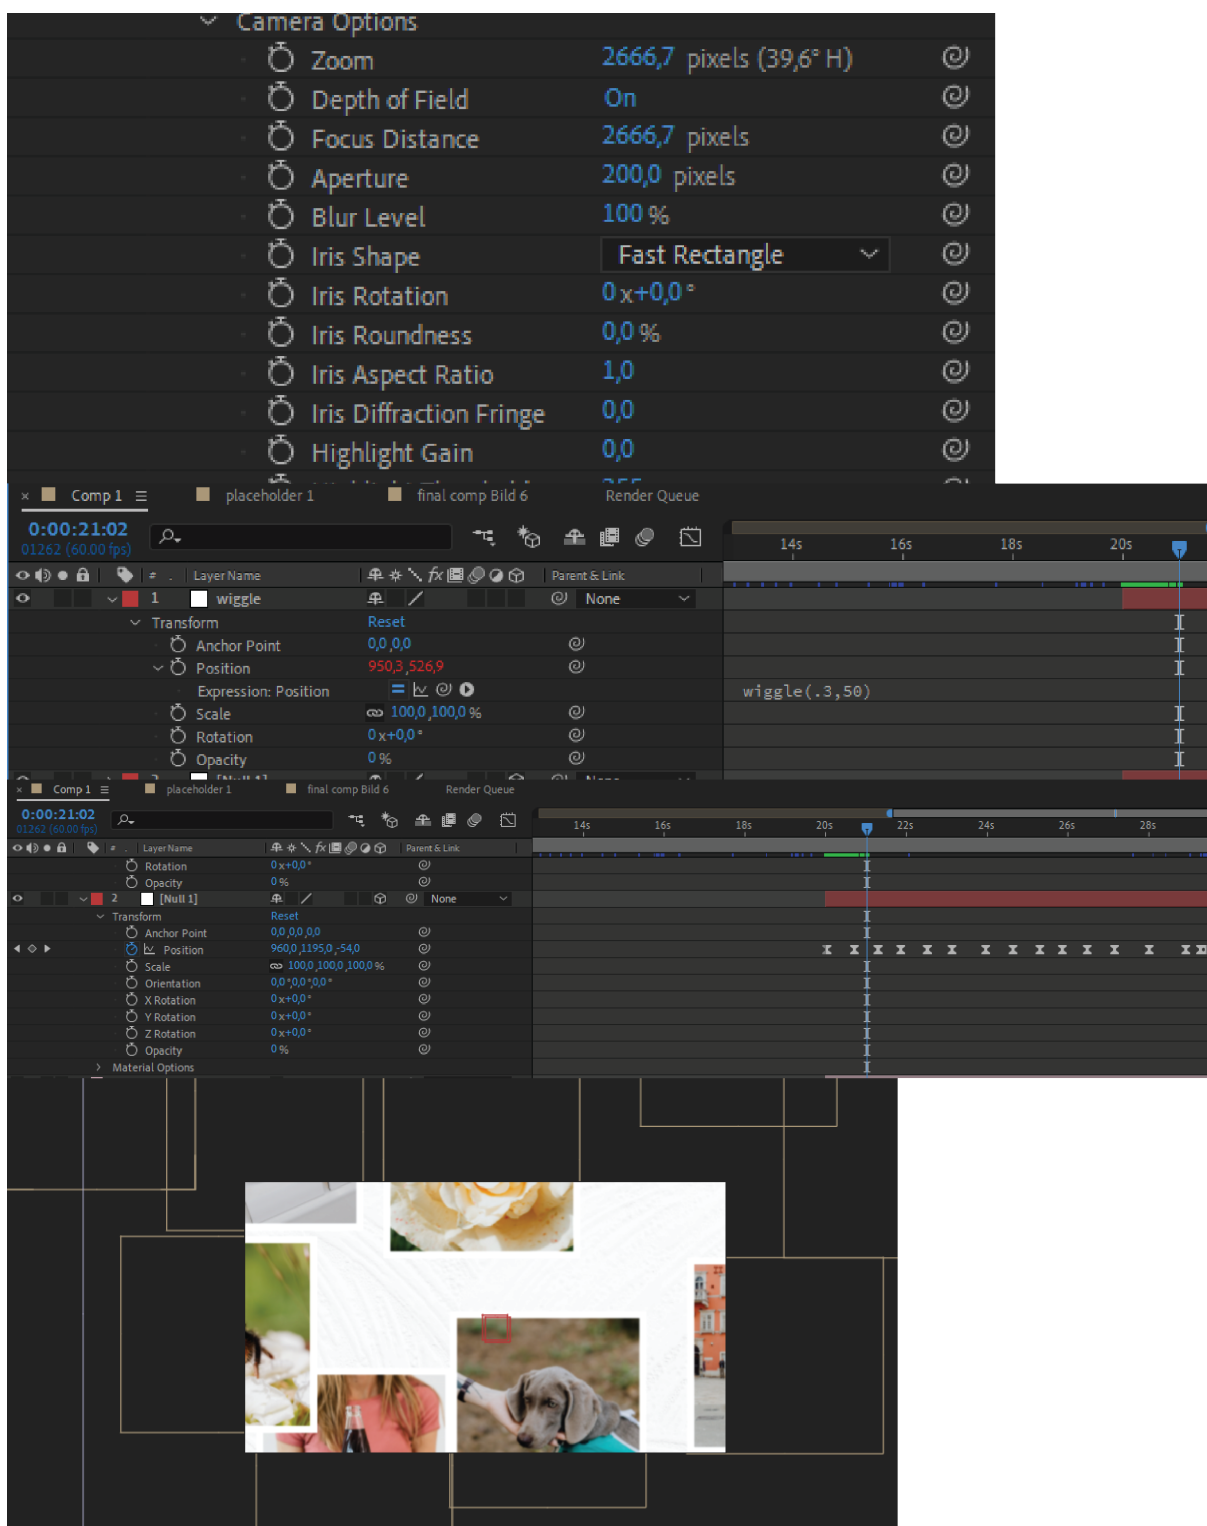 Camera Options
Zoom 2666,7 pixels (39,6° H)
Depth of Field On
Focus Distance 2666,7 pixels
Aperture 200,0 pixels
Blur Level 100 %
Iris Shape Fast Rectangle
Iris Rotation 0 x+0,0 °
Iris Roundness 0,0 %
Iris Aspect Ratio 1,0
Iris Diffraction Fringe 0,0
Highlight Gain 0,0
× Comp 1 placeholder 1 final comp Bild 6 Render Queue
0:00:21:02
01262 (60.00 fps)
14s 16s 18s 20s
# Layer Name Parent & Link
1 wiggle None
Transform Reset
Anchor Point 0,0,0,0
Position 950,3,526,9
Expression: Position wiggle(.3,50)
Scale 100,0,100,0 %
Rotation 0 x+0,0 °
Opacity 0 %
× Comp 1 placeholder 1 final comp Bild 6 Render Queue
0:00:21:02
01262 (60.00 fps)
14s 16s 18s 20s 22s 24s 26s 28s
# Layer Name Parent & Link
Rotation 0 x+0,0 °
Opacity 0 %
2 [Null 1] None
Transform Reset
Anchor Point 0,0,0,0,0,0
Position 960,0,1195,0,-54,0
Scale 100,0,100,0,100,0 %
Orientation 0,0 °,0,0 °,0,0 °
X Rotation 0 x+0,0 °
Y Rotation 0 x+0,0 °
Z Rotation 0 x+0,0 °
Opacity 0 %
Material Options